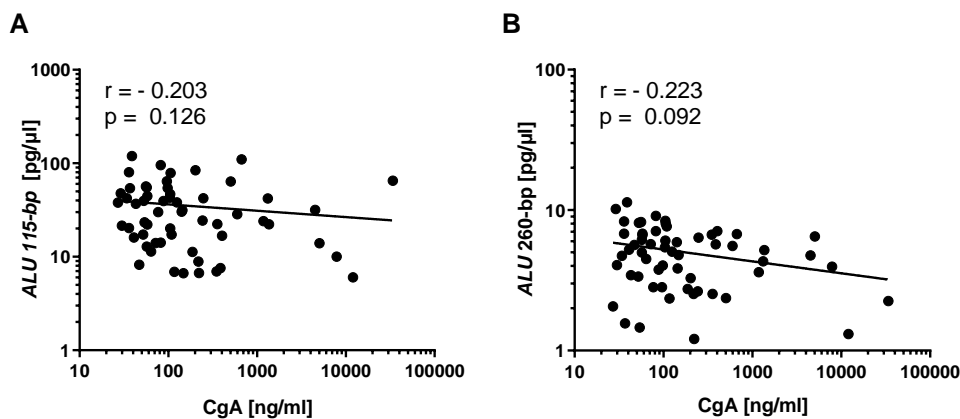 A
1000
100
10
1
ALU 115-bp [pg/µl]
r = - 0.203
p = 0.126
10 100 1000 10000 100000
CgA [ng/ml]
B
100
10
1
ALU 260-bp [pg/µl]
r = - 0.223
p = 0.092
10 100 1000 10000 100000
CgA [ng/ml]